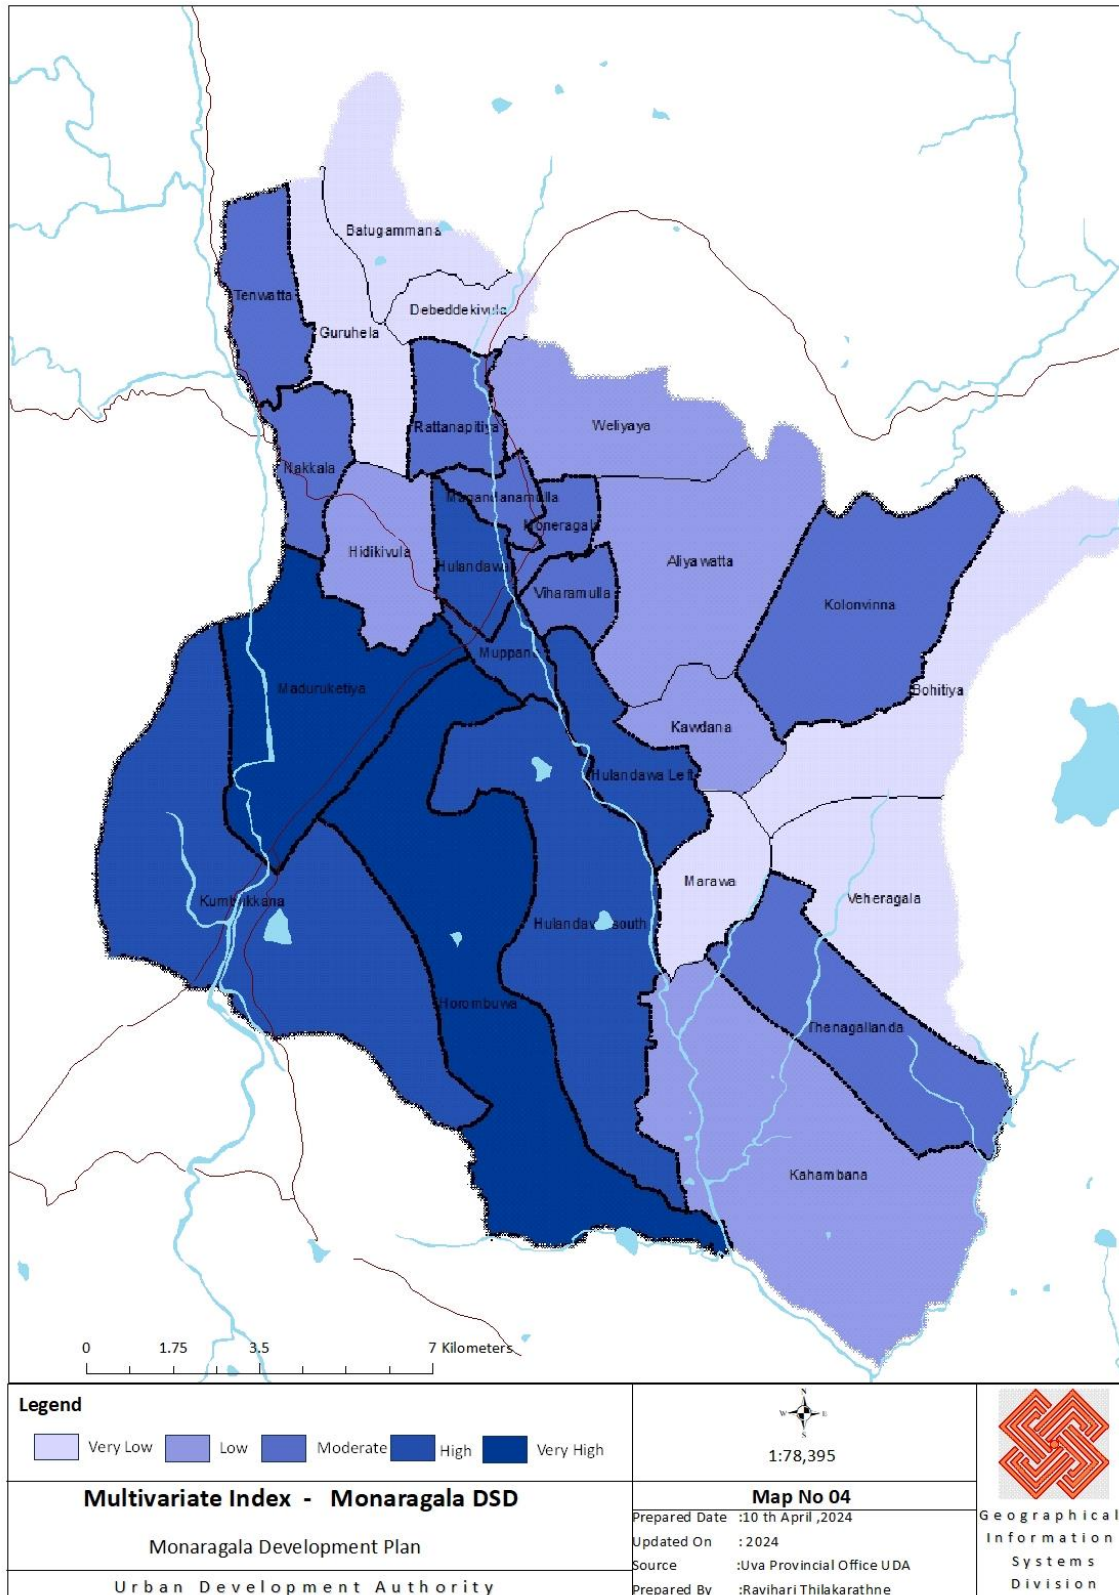 Batugammana
Tenwatta
Debeddekivula
Guruhela
Rattanapitiya
Weliyaya
Nakkala
Magandanamulla
Moneragala
Hidikivula
Hulandawa
Aliyawatta
Viharamulla
Kolonvinna
Muppan
Maduruketiya
Bohitiya
Kawdana
Hulandawa Left
Marawa
Veheragala
Kumbukkana
Hulandawa south
Horombuwa
Thenagallanda
Kahambana
0 1.75 3.5 7 Kilometers
Legend
Very Low Low Moderate High Very High
N
W E
S
1:78,395
Multivariate Index - Monaragala DSD
Monaragala Development Plan
Urban Development Authority
Map No 04
Prepared Date :10 th April ,2024
Updated On : 2024
Source :Uva Provincial Office UDA
Prepared By :Ravihari Thilakarathne
Geographical
Information
Systems
Division